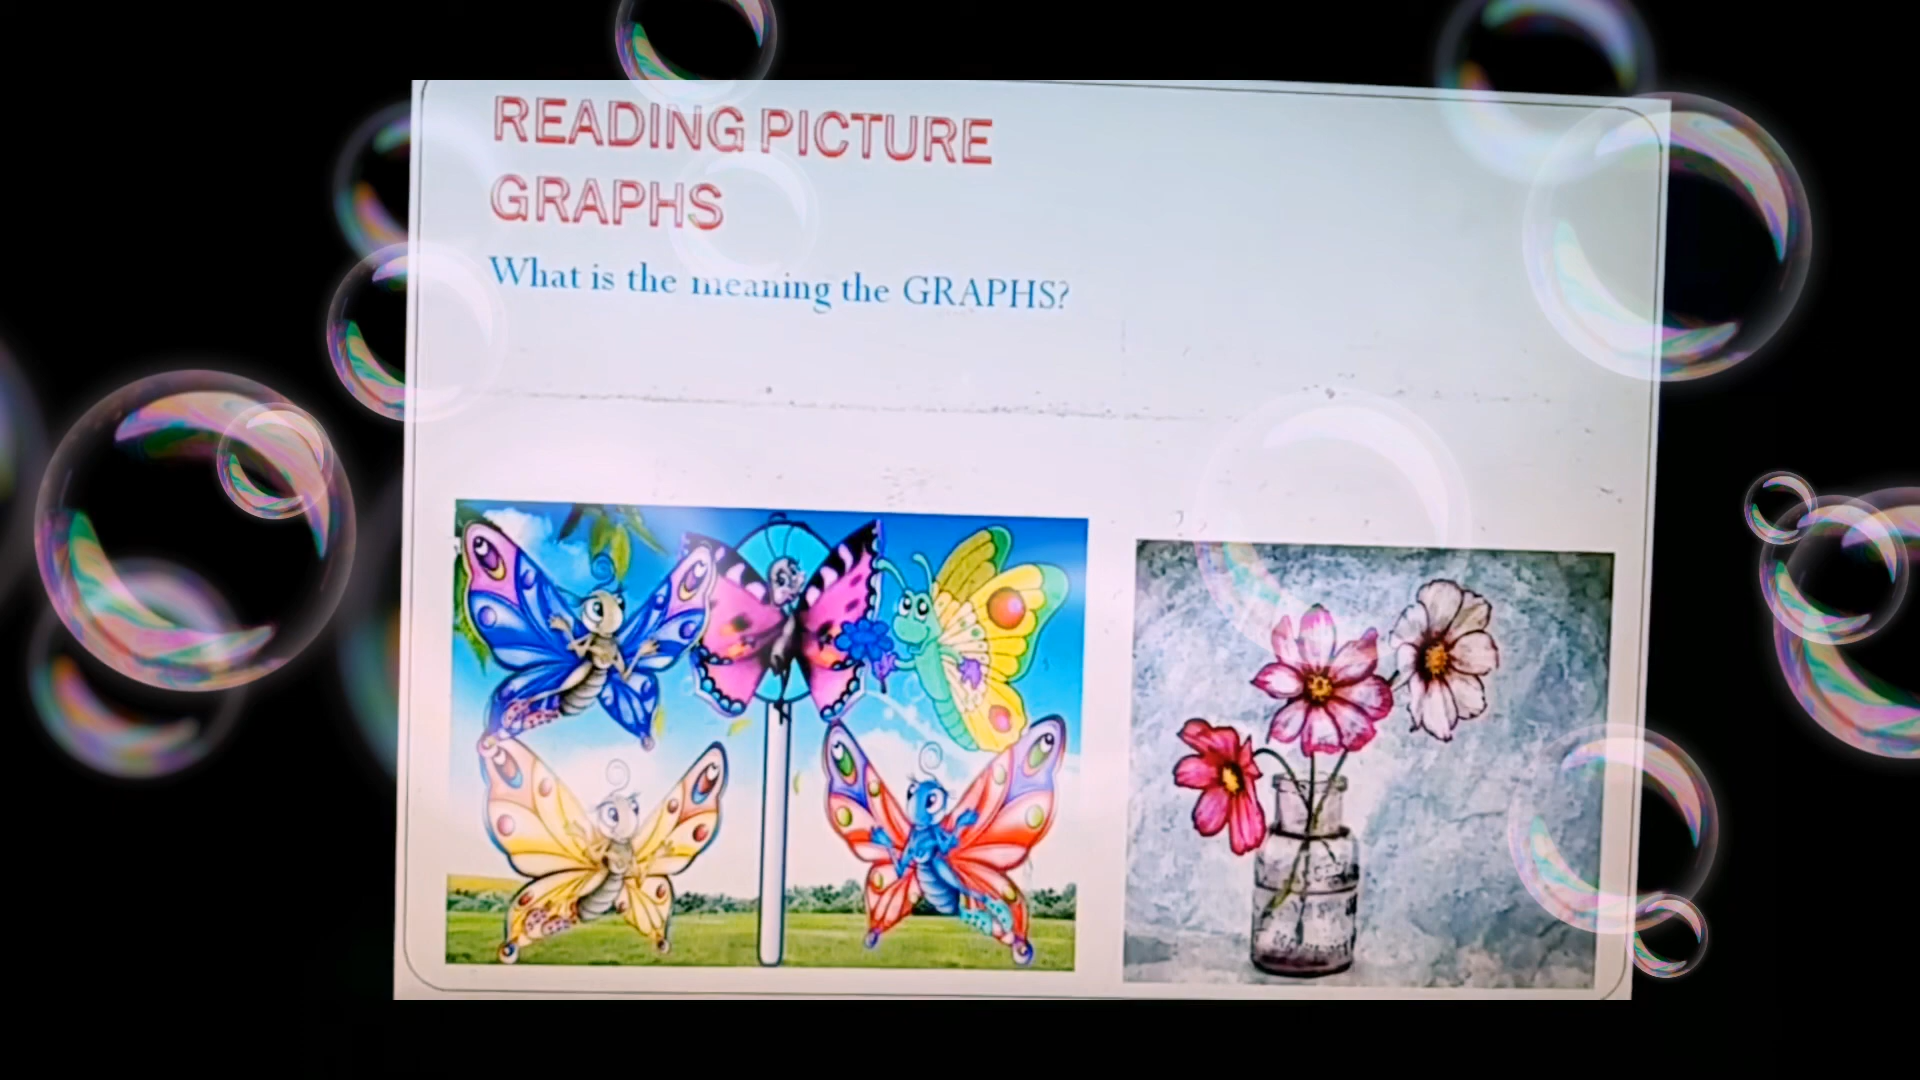 READING PICTURE
GRAPHS
What is the meaning the GRAPHS?